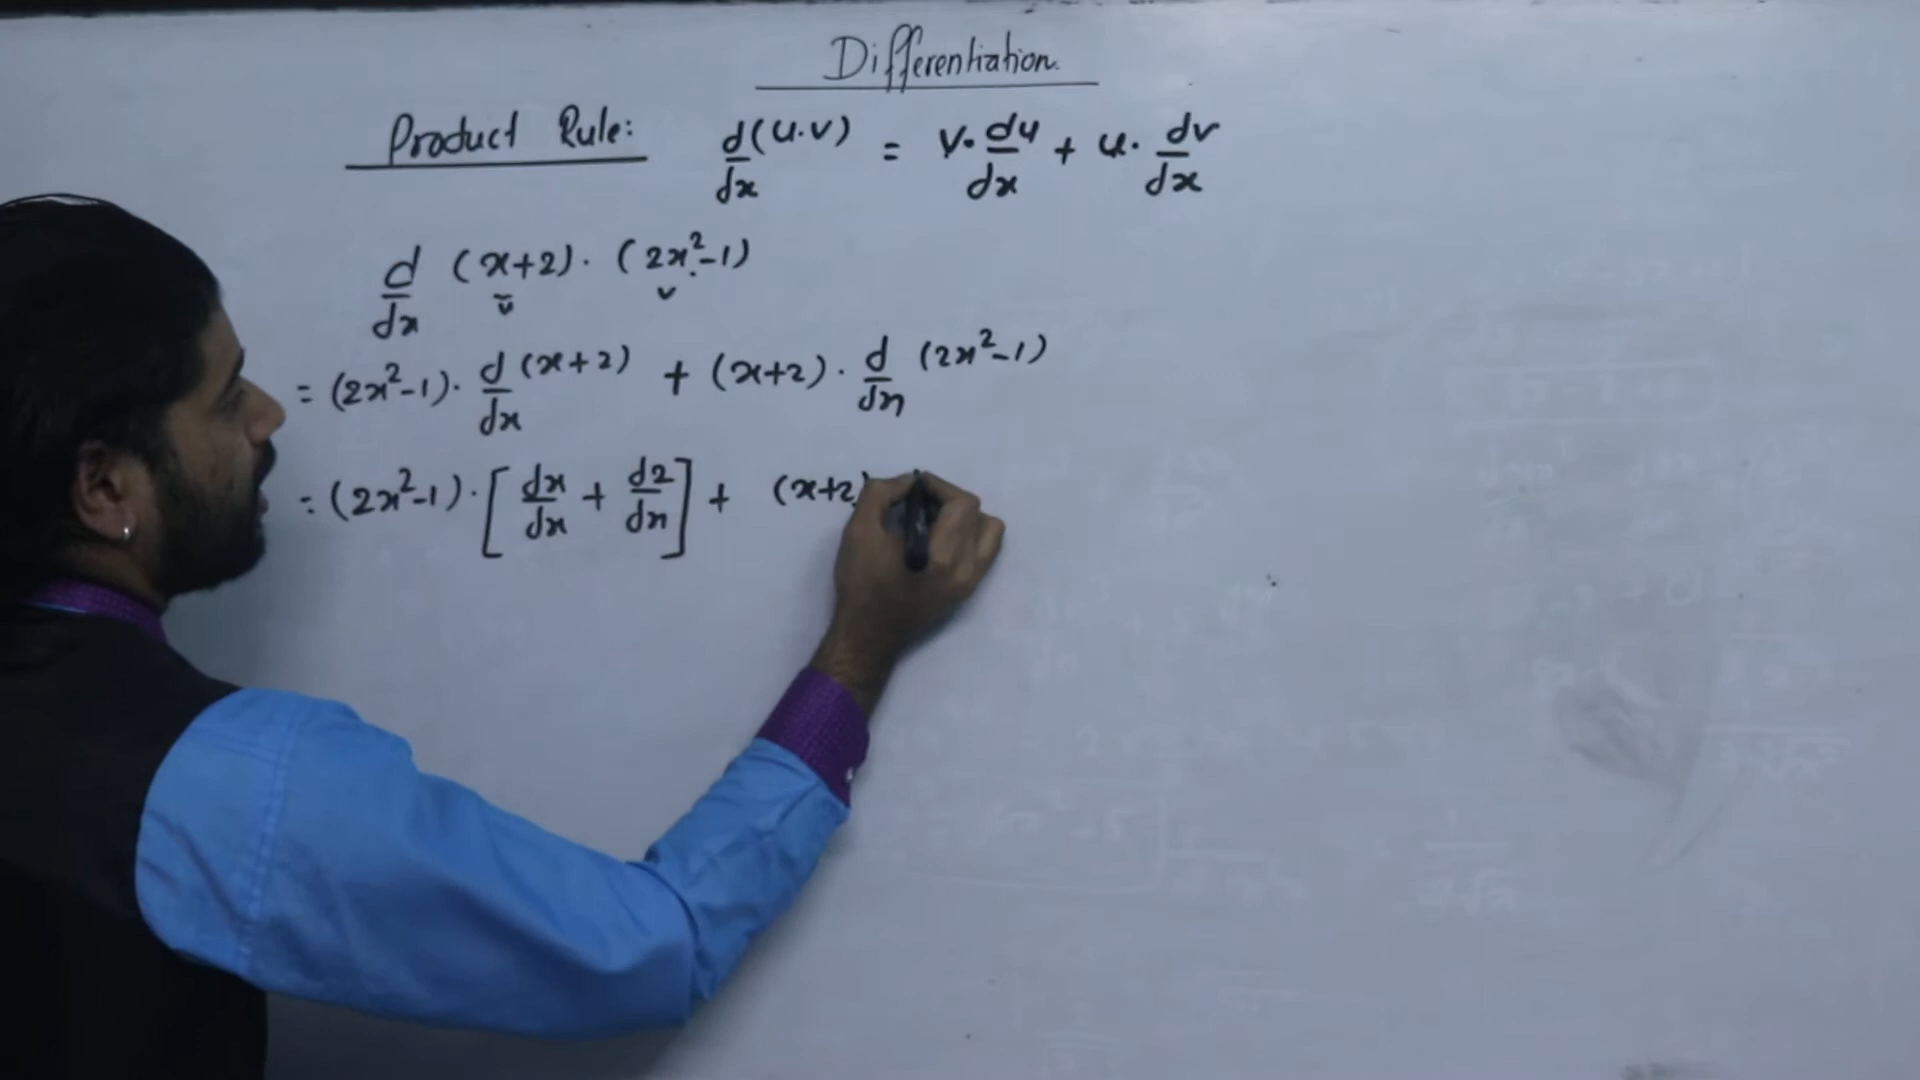 Differentiation.
Product Rule: d/dx (u.v) = v. du/dx + u. dv/dx
d/dx (x+2) . (2x²-1)
u v
= (2x²-1) . d/dx (x+2) + (x+2) . d/dx (2x²-1)
= (2x²-1) . [dx/dx + d2/dx] + (x+2)